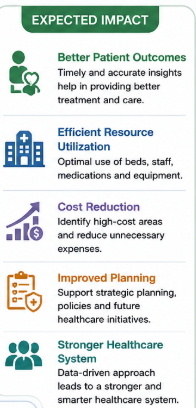 EXPECTED IMPACT
Better Patient Outcomes
Timely and accurate insights
help in providing better
treatment and care.
Efficient Resource
Utilization
Optimal use of beds, staff,
medications and equipment.
Cost Reduction
Identify high-cost areas
and reduce unnecessary
expenses.
Improved Planning
Support strategic planning,
policies and future
healthcare initiatives.
Stronger Healthcare
System
Data-driven approach
leads to a stronger and
smarter healthcare system.